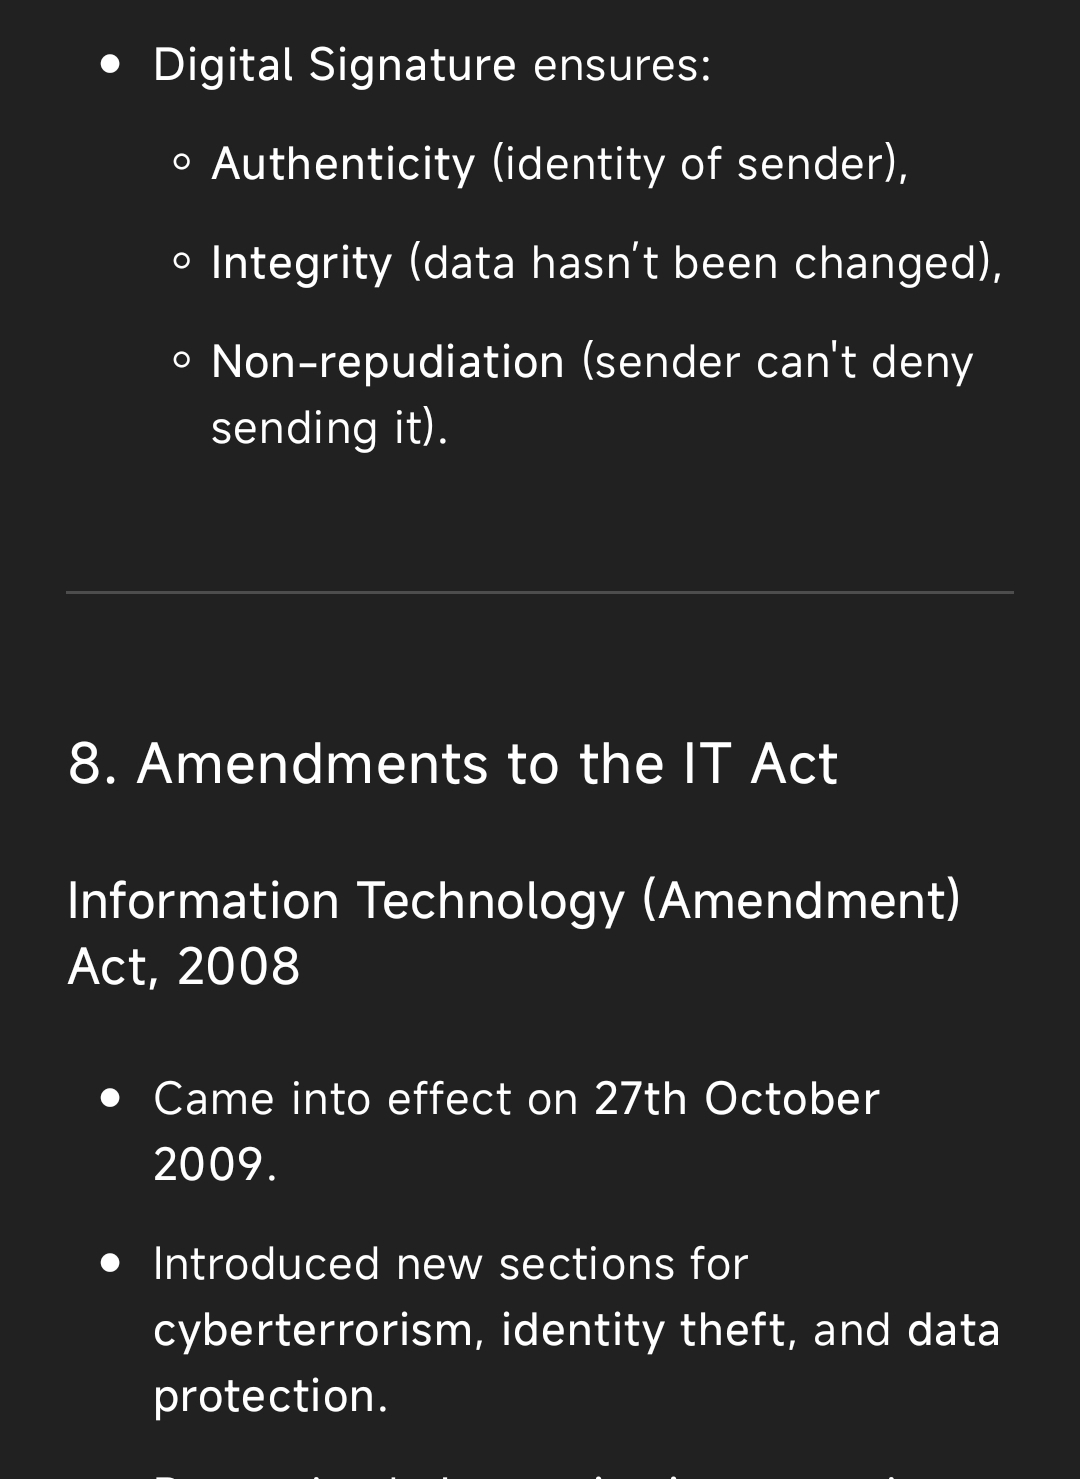 Digital Signature ensures:
Authenticity (identity of sender),
Integrity (data hasn’t been changed),
Non-repudiation (sender can't deny
sending it).
8. Amendments to the IT Act
Information Technology (Amendment)
Act, 2008
Came into effect on 27th October
2009.
Introduced new sections for
cyberterrorism, identity theft, and data
protection.